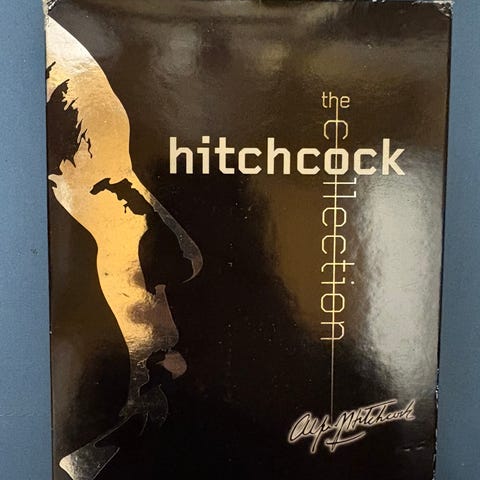 the
hitchcock
collection
Alfred Hitchcock